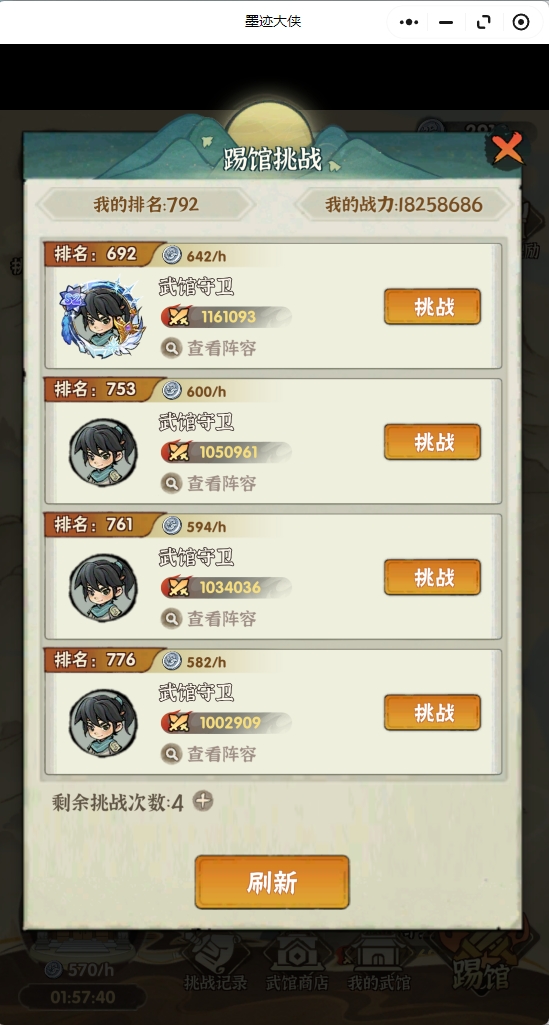 墨迹大侠
踢馆挑战
我的排名:792 我的战力:18258686
排名：692 642/h
武馆守卫
1161093
挑战
查看阵容
排名：753 600/h
武馆守卫
1050961
挑战
查看阵容
排名：761 594/h
武馆守卫
1034036
挑战
查看阵容
排名：776 582/h
武馆守卫
1002909
挑战
查看阵容
剩余挑战次数:4
刷新
570/h
01:57:40
挑战记录 武馆商店 我的武馆 踢馆